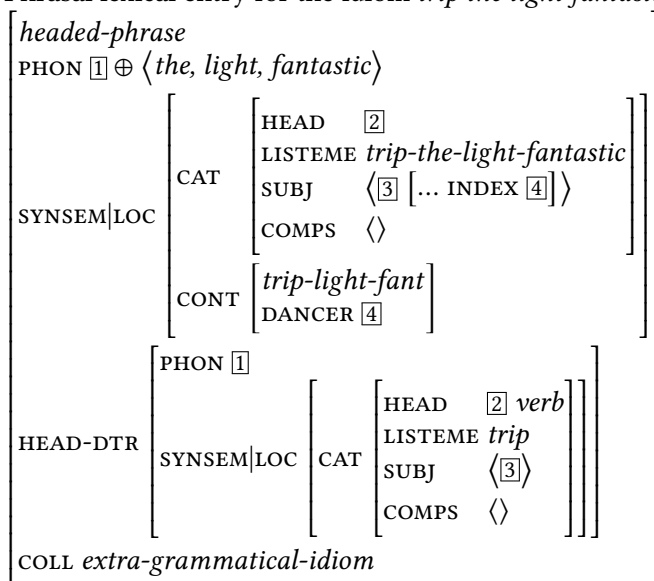 Phrasal lexical entry for the idiom trip the light fantastic
headed-phrase
PHON 1 ⊕ ⟨the, light, fantastic⟩
SYNSEM|LOC
CAT
HEAD 2
LISTEME trip-the-light-fantastic
SUBJ ⟨3 [... INDEX 4]⟩
COMPS ⟨⟩
CONT
trip-light-fant
DANCER 4
HEAD-DTR
PHON 1
SYNSEM|LOC
CAT
HEAD 2 verb
LISTEME trip
SUBJ ⟨3⟩
COMPS ⟨⟩
COLL extra-grammatical-idiom